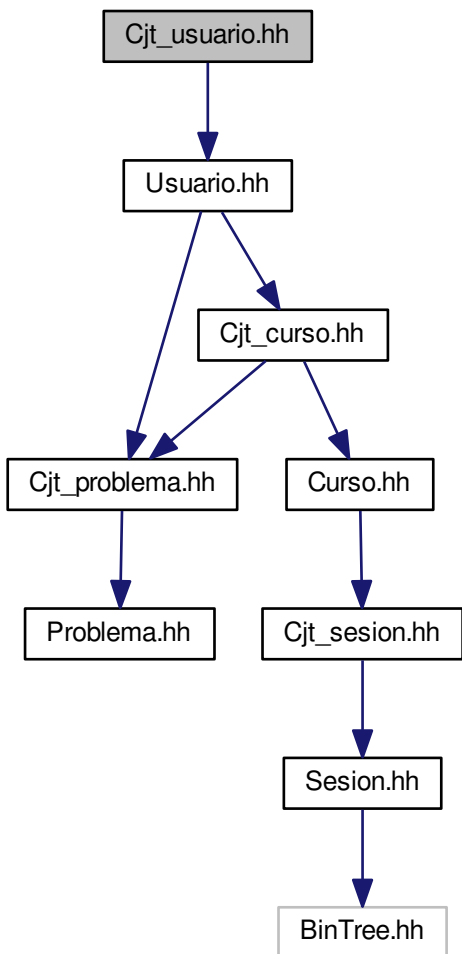 Cjt_usuario.hh
Usuario.hh
Cjt_curso.hh
Cjt_problema.hh
Curso.hh
Problema.hh
Cjt_sesion.hh
Sesion.hh
BinTree.hh